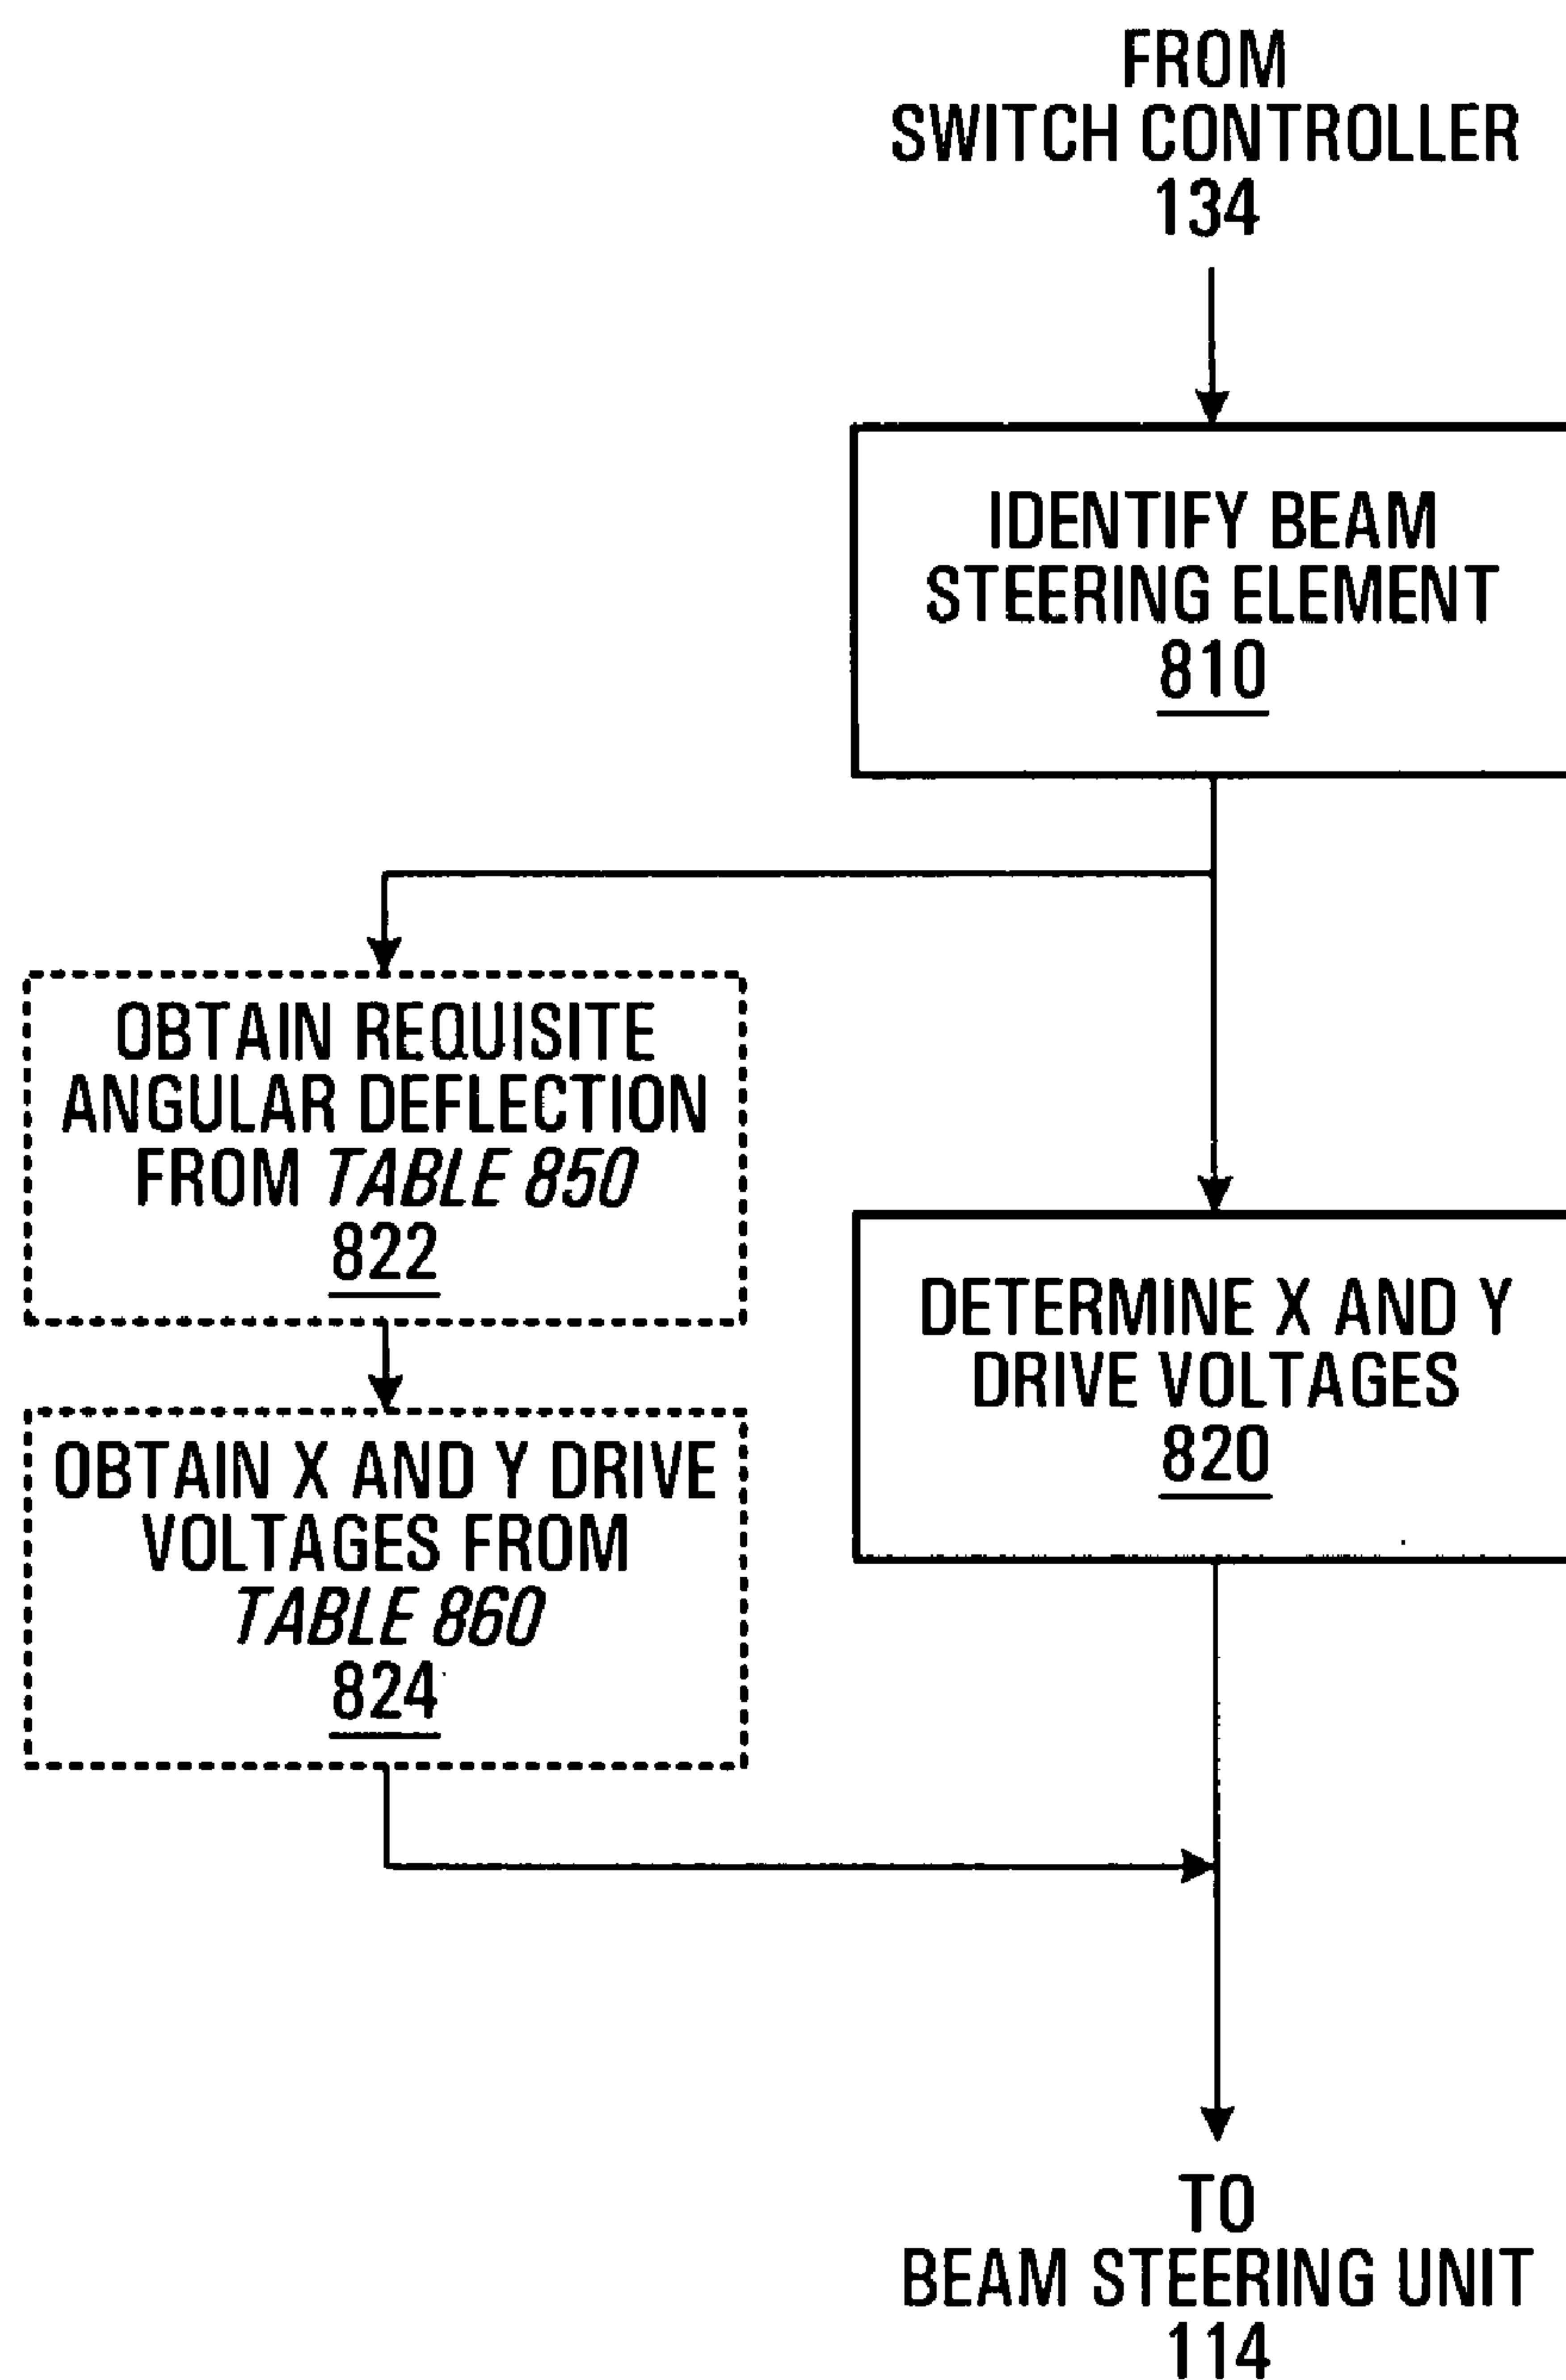 FROM
SWITCH CONTROLLER
134
IDENTIFY BEAM
STEERING ELEMENT
810
OBTAIN REQUISITE
ANGULAR DEFLECTION
FROM TABLE 850
822
DETERMINE X AND Y
DRIVE VOLTAGES
820
OBTAIN X AND Y DRIVE
VOLTAGES FROM
TABLE 860
824
TO
BEAM STEERING UNIT
114